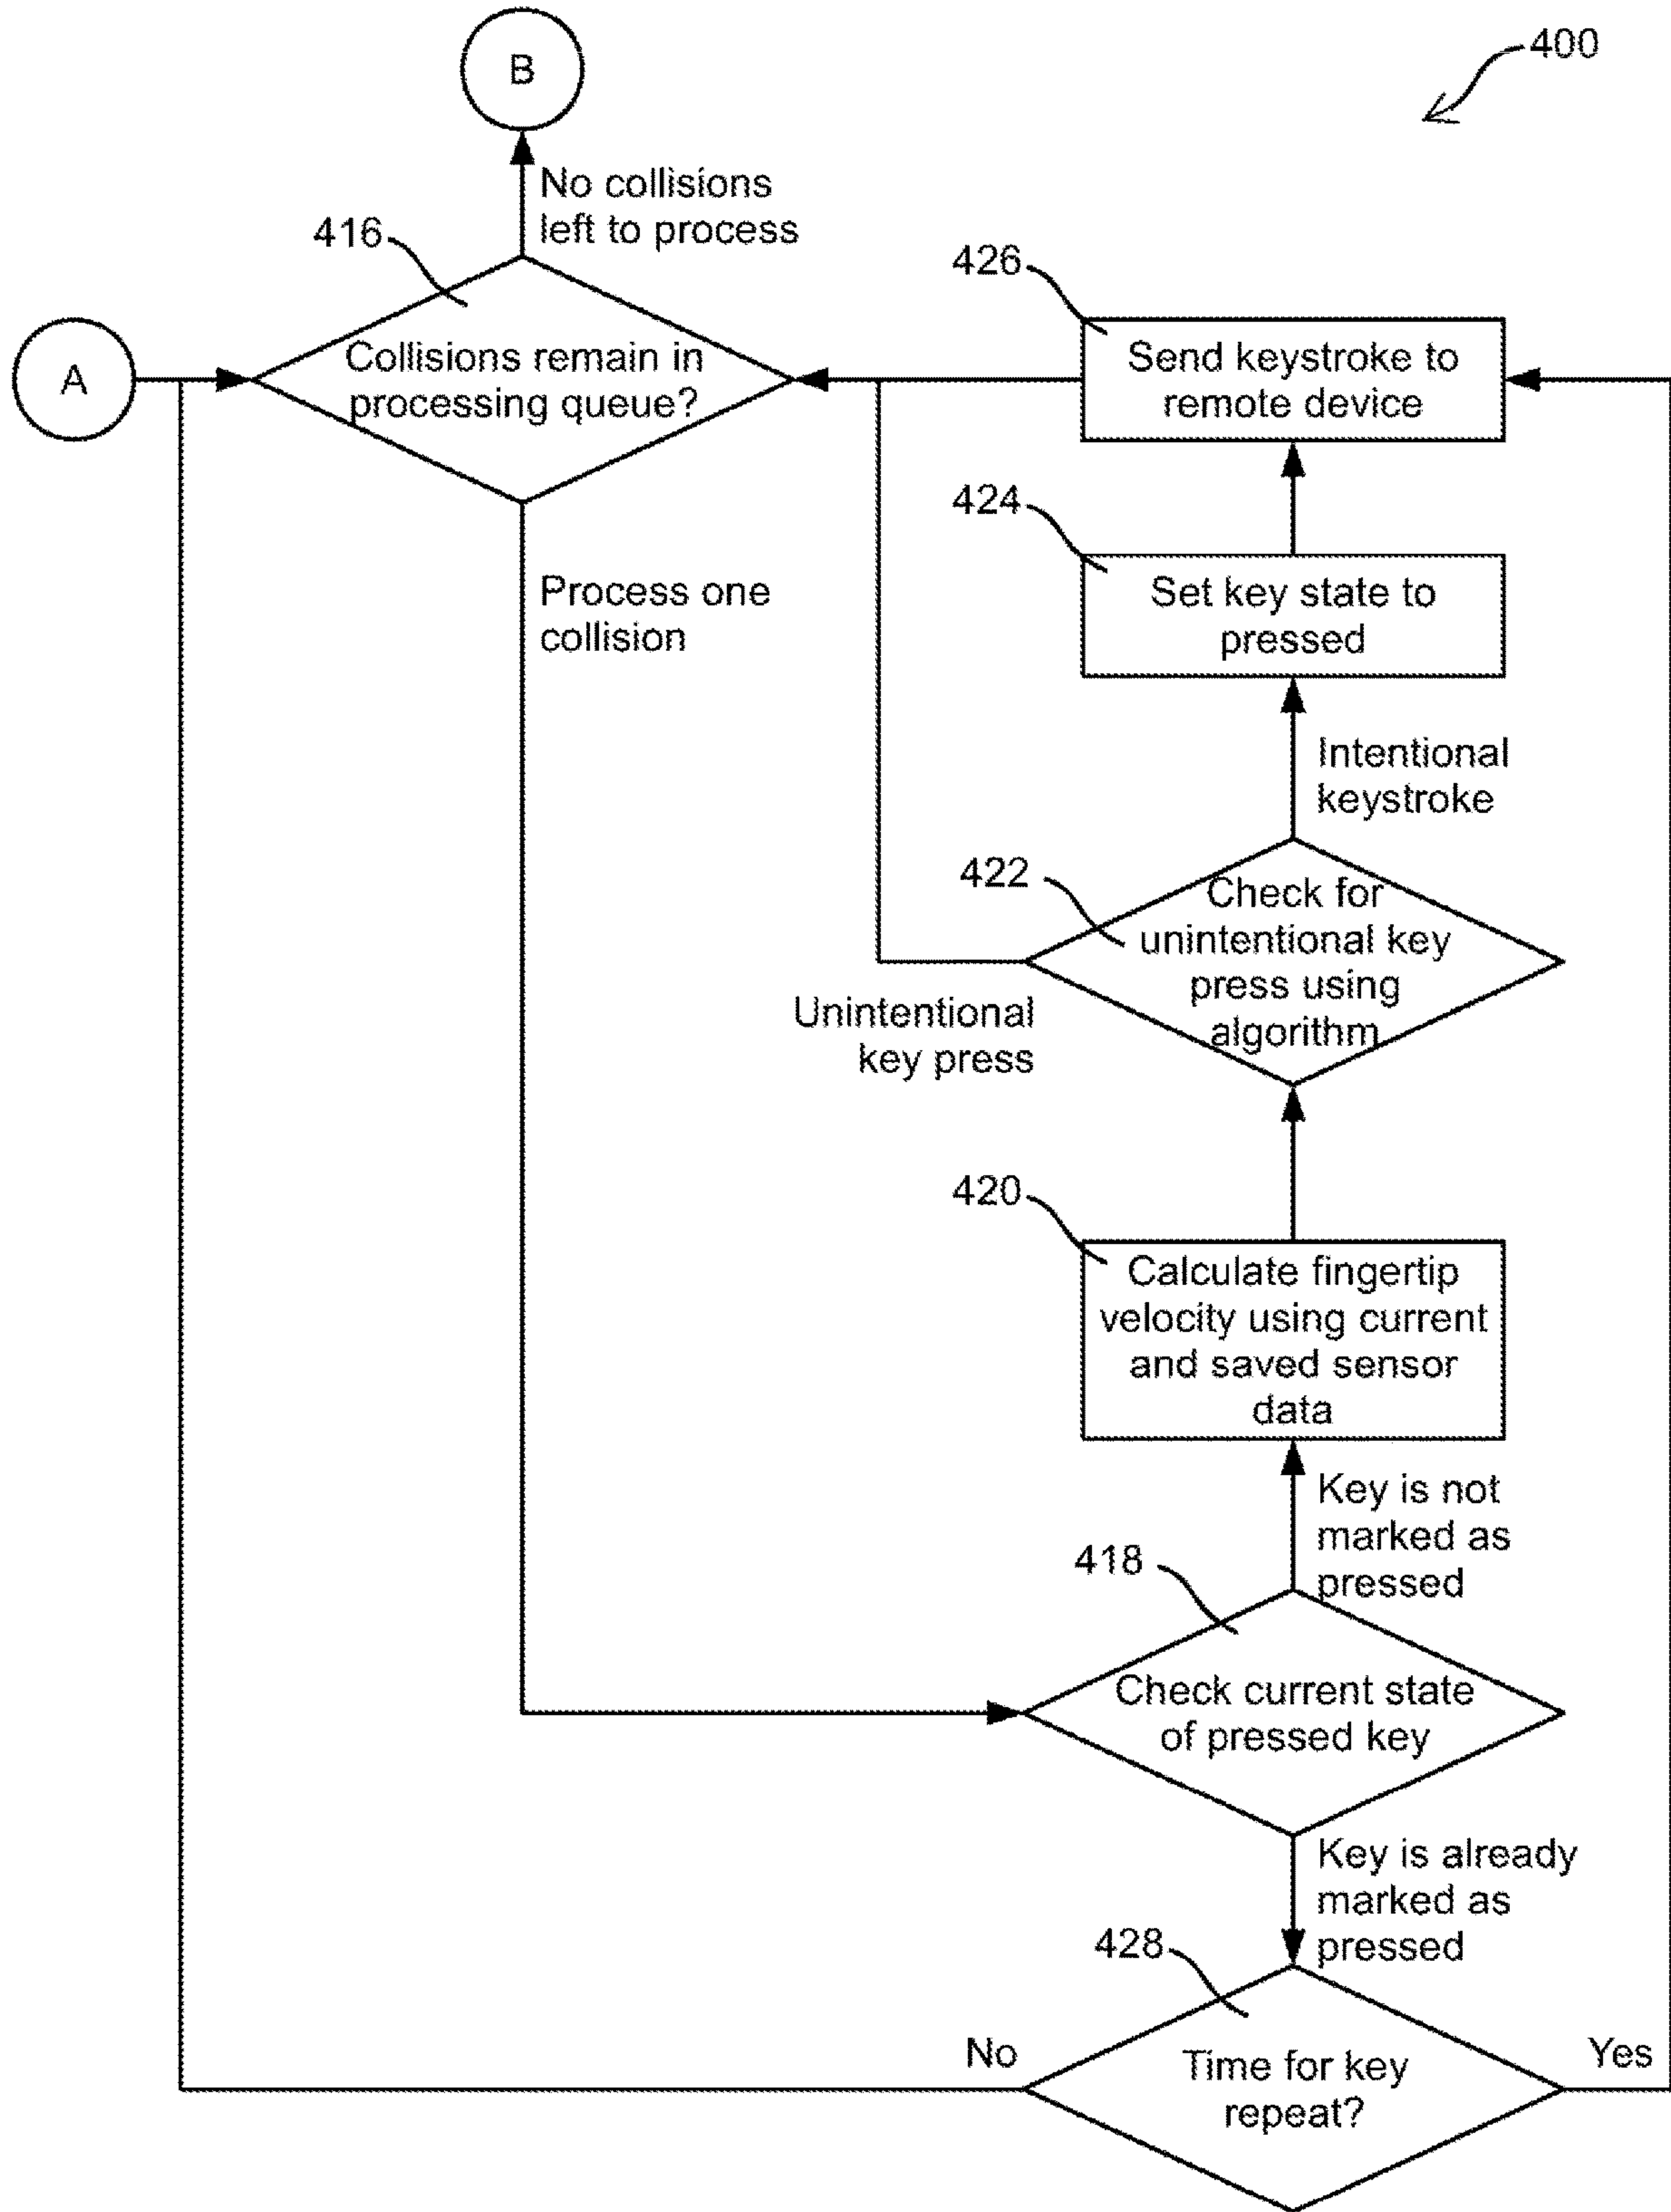 B
400
No collisions
left to process
416
426
A
Collisions remain in
processing queue?
Send keystroke to
remote device
424
Process one
collision
Set key state to
pressed
Intentional
keystroke
422
Check for
unintentional key
press using
algorithm
Unintentional
key press
420
Calculate fingertip
velocity using current
and saved sensor
data
Key is not
marked as
pressed
418
Check current state
of pressed key
Key is already
marked as
pressed
428
No
Time for key
repeat?
Yes